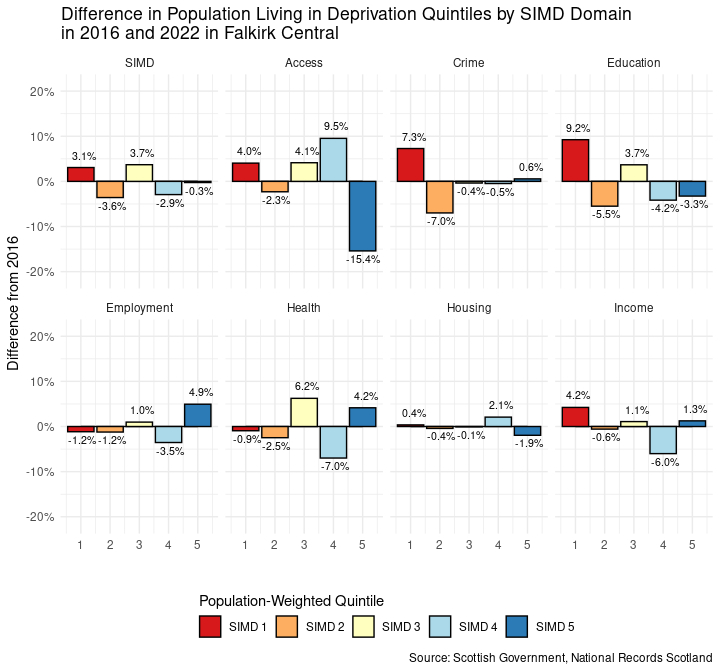 Difference in Population Living in Deprivation Quintiles by SIMD Domain
in 2016 and 2022 in Falkirk Central
SIMD Access Crime Education
20%
10%
0%
-10%
-20%
3.1% -3.6% 3.7% -2.9% -0.3%
4.0% -2.3% 4.1% 9.5% -15.4%
7.3% -7.0% -0.4% -0.5% 0.6%
9.2% -5.5% 3.7% -4.2% -3.3%
Difference from 2016
Employment Health Housing Income
20%
10%
0%
-10%
-20%
-1.2% -1.2% 1.0% -3.5% 4.9%
-0.9% -2.5% 6.2% -7.0% 4.2%
0.4% -0.4% -0.1% 2.1% -1.9%
4.2% -0.6% 1.1% -6.0% 1.3%
1 2 3 4 5 1 2 3 4 5 1 2 3 4 5 1 2 3 4 5
Population-Weighted Quintile
SIMD 1 SIMD 2 SIMD 3 SIMD 4 SIMD 5
Source: Scottish Government, National Records Scotland